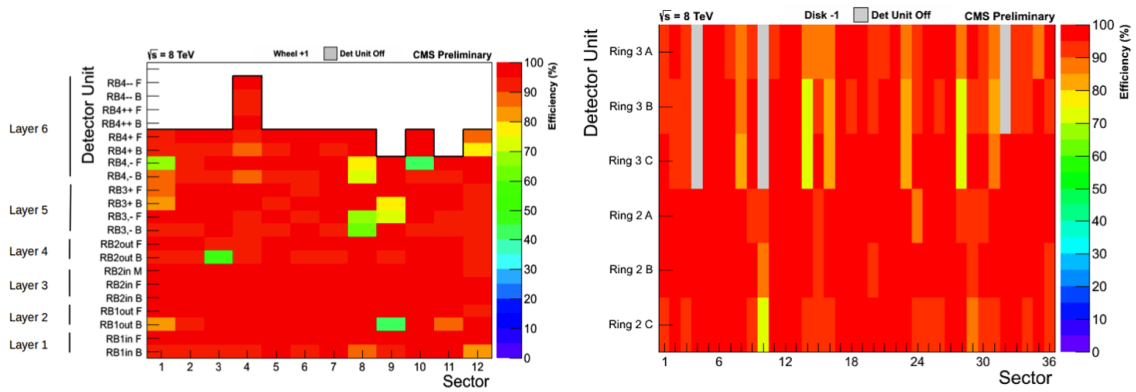 √s = 8 TeV Wheel +1 Det Unit Off CMS Preliminary
Detector Unit
Efficiency (%)
Layer 6
Layer 5
Layer 4
Layer 3
Layer 2
Layer 1
RB4-- F
RB4-- B
RB4++ F
RB4++ B
RB4+ F
RB4+ B
RB4,- F
RB4,- B
RB3+ F
RB3+ B
RB3,- F
RB3,- B
RB2out F
RB2out B
RB2in M
RB2in F
RB2in B
RB1out F
RB1out B
RB1in F
RB1in B
1 2 3 4 5 6 7 8 9 10 11 12
Sector
100
90
80
70
60
50
40
30
20
10
0
√s = 8 TeV Disk -1 Det Unit Off CMS Preliminary
Detector Unit
Efficiency (%)
Ring 3 A
Ring 3 B
Ring 3 C
Ring 2 A
Ring 2 B
Ring 2 C
1 6 12 18 24 30 36
Sector
100
90
80
70
60
50
40
30
20
10
0